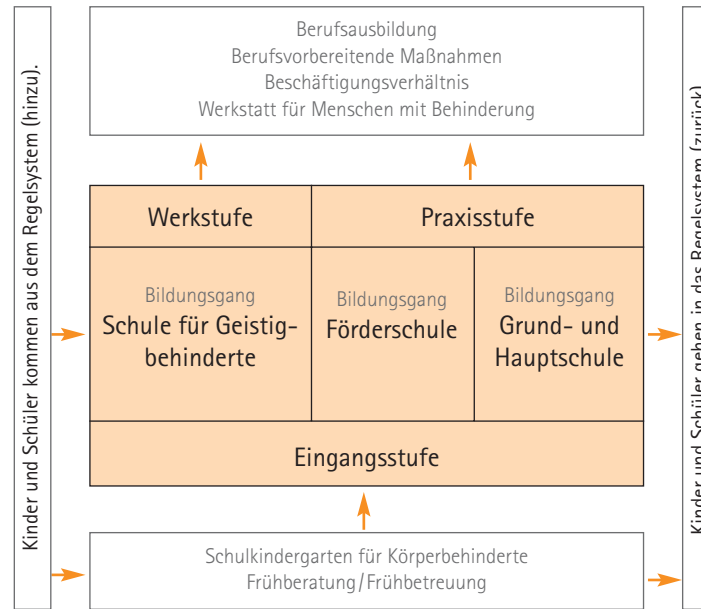 Kinder und Schüler kommen aus dem Regelsystem (hinzu).
Berufsausbildung
Berufsvorbereitende Maßnahmen
Beschäftigungsverhältnis
Werkstatt für Menschen mit Behinderung
Werkstufe
Praxisstufe
Bildungsgang
Schule für Geistig-
behinderte
Bildungsgang
Förderschule
Bildungsgang
Grund- und
Hauptschule
Eingangsstufe
Schulkindergarten für Körperbehinderte
Frühberatung/Frühbetreuung
Kinder und Schüler gehen in das Regelsystem (zurück)